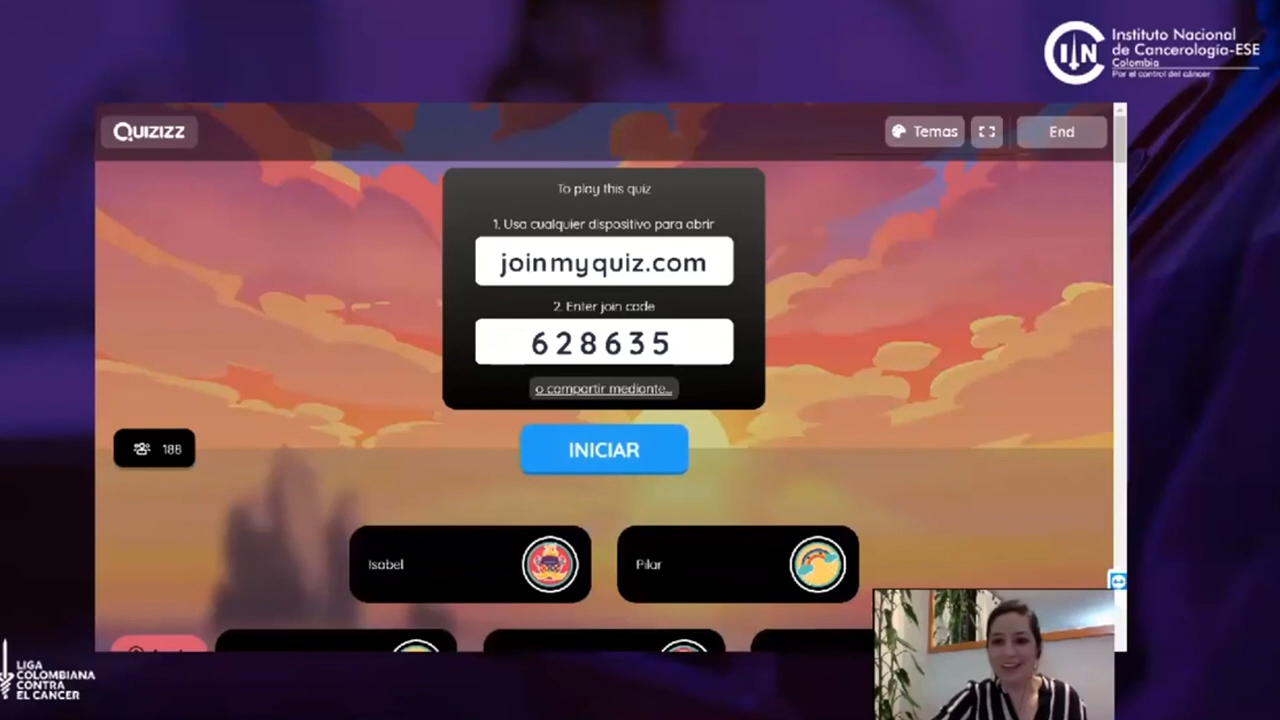 Instituto Nacional
de Cancerología-ESE
Colombia
Por el control del cáncer
QUIZIZZ
Temas
End
To play this quiz
1. Usa cualquier dispositivo para abrir
joinmyquiz.com
2. Enter join code
628635
o compartir mediante...
188
INICIAR
Isabel
Pilar
LIGA
COLOMBIANA
CONTRA
EL CANCER